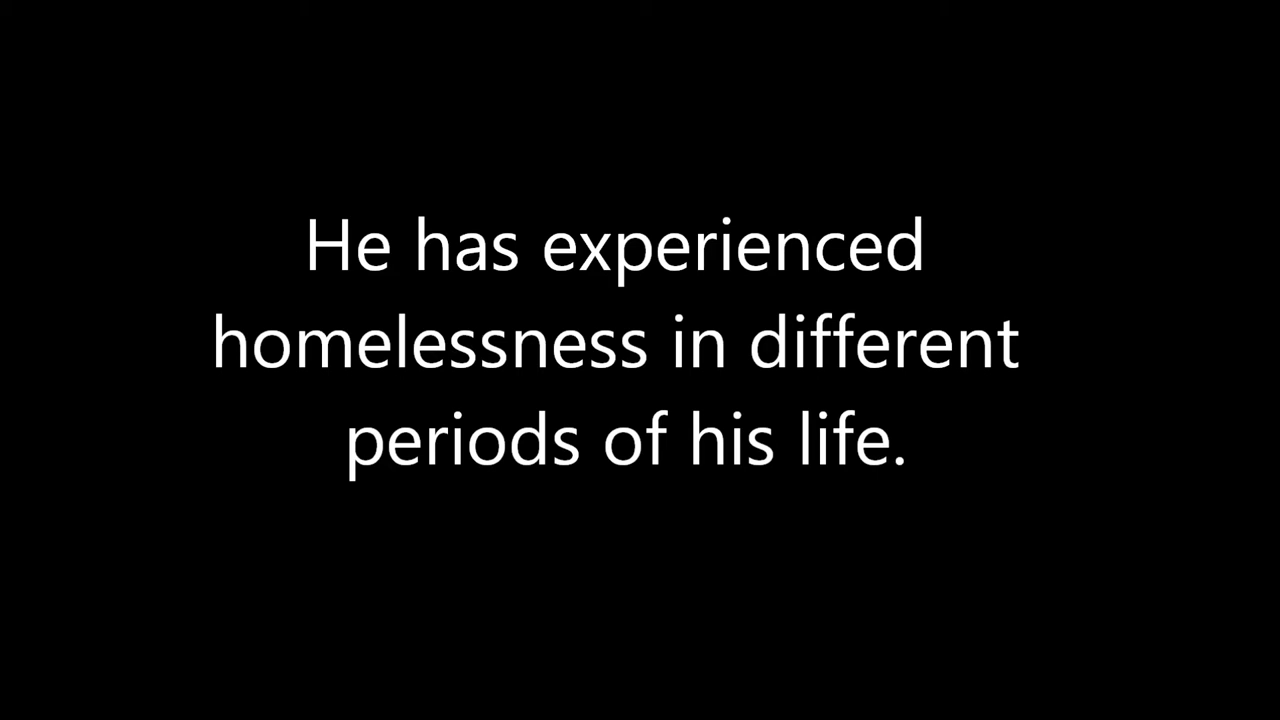 He has experienced
homelessness in different
periods of his life.